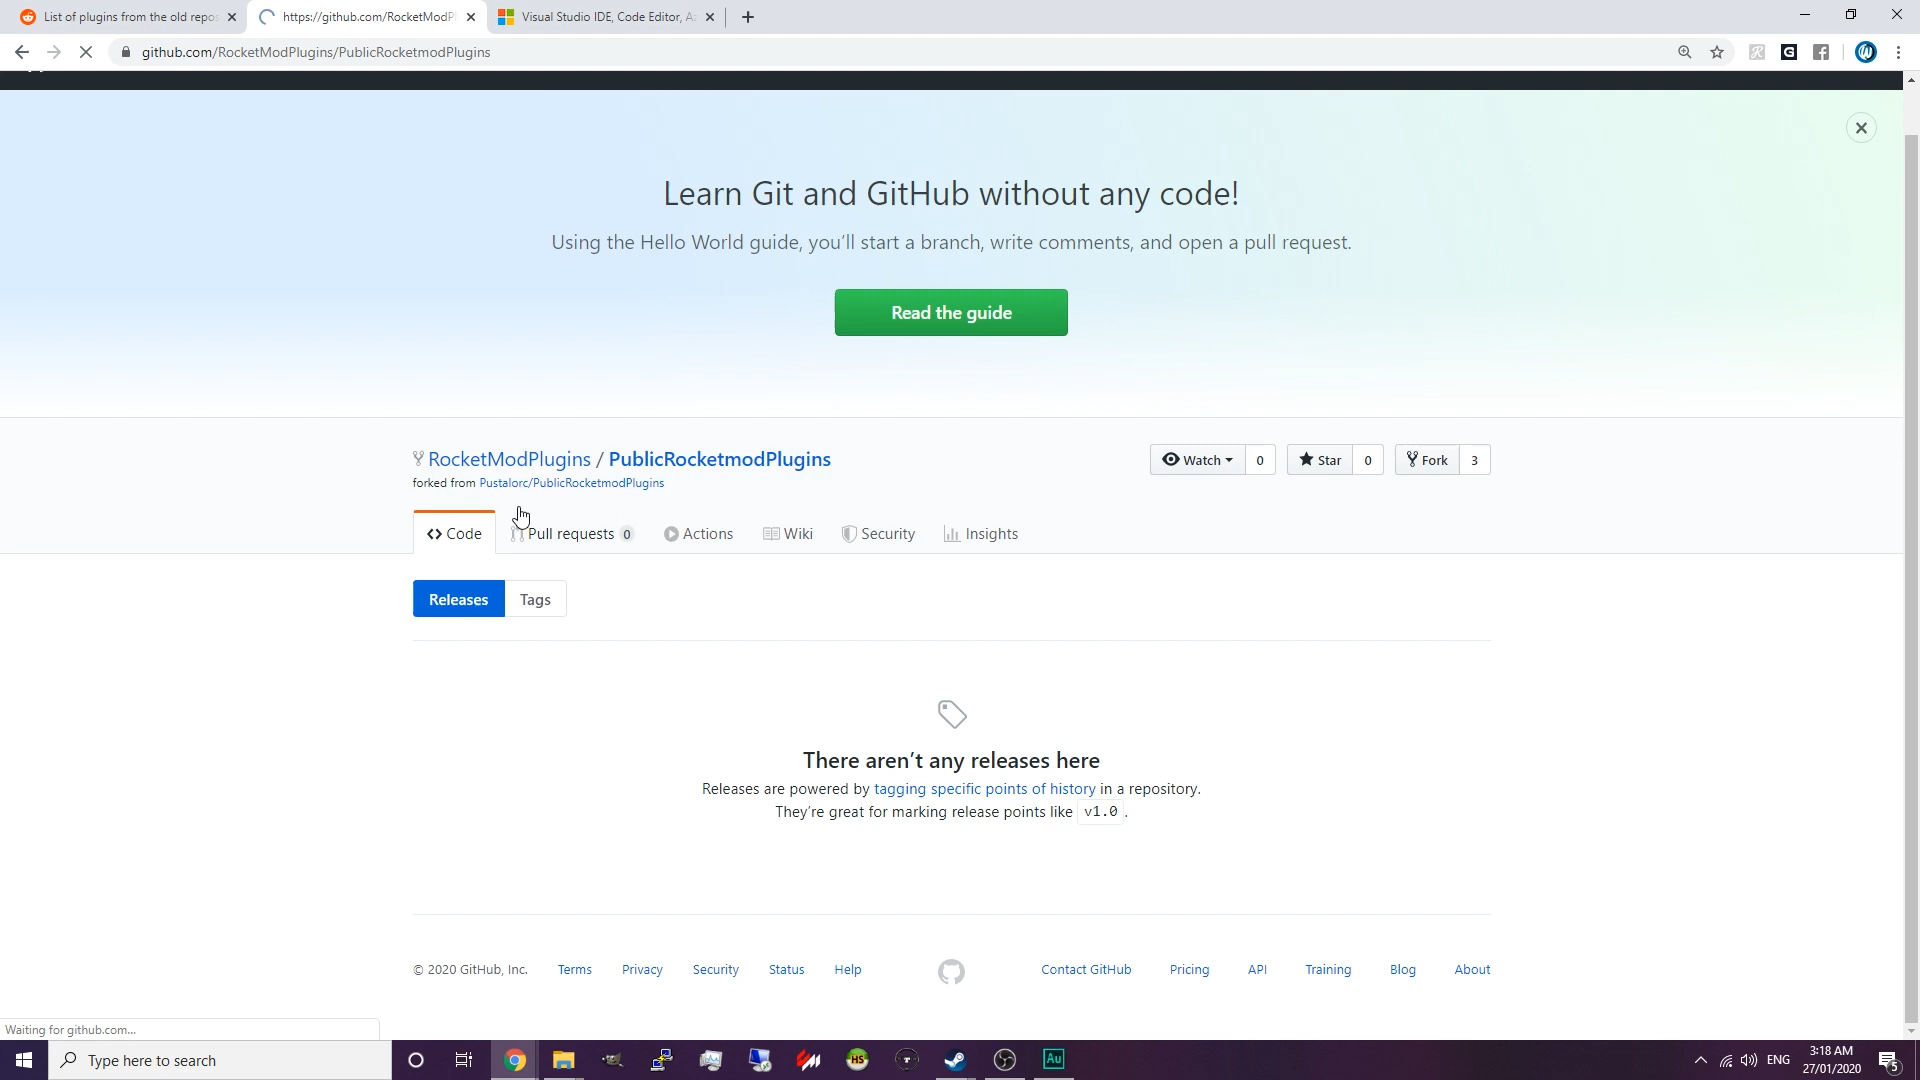 List of plugins from the old repos
https://github.com/RocketModPl
Visual Studio IDE, Code Editor, Az
github.com/RocketModPlugins/PublicRocketmodPlugins
Learn Git and GitHub without any code!
Using the Hello World guide, you'll start a branch, write comments, and open a pull request.
Read the guide
RocketModPlugins / PublicRocketmodPlugins
Watch 0
Star 0
Fork 3
forked from Pustalorc/PublicRocketmodPlugins
Code
Pull requests 0
Actions
Wiki
Security
Insights
Releases
Tags
There aren't any releases here
Releases are powered by tagging specific points of history in a repository.
They're great for marking release points like v1.0 .
© 2020 GitHub, Inc.
Terms
Privacy
Security
Status
Help
Contact GitHub
Pricing
API
Training
Blog
About
Waiting for github.com...
Type here to search
HS
Au
ENG
3:18 AM
27/01/2020
5